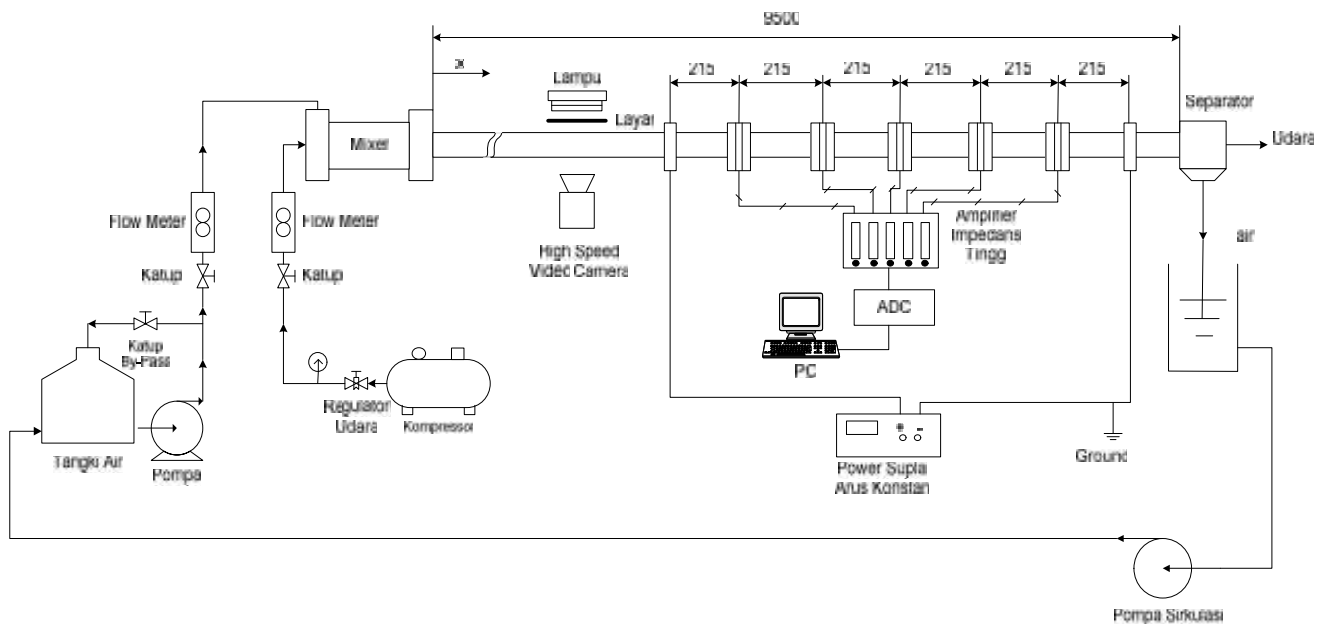 9500
x
215 215 215 215 215 215
Lampu
Layar
Separator
Udara
Mixer
Flow Meter
Flow Meter
High Speed
Video Camera
Amplifier
Impedans
Tingg
air
Katup
Katup
ADC
Katup
By-Pass
PC
Regulator
Udara
Kompressor
Tangki Air
Pompa
Power Supla
Arus Konstan
Ground
Pompa Sirkulasi